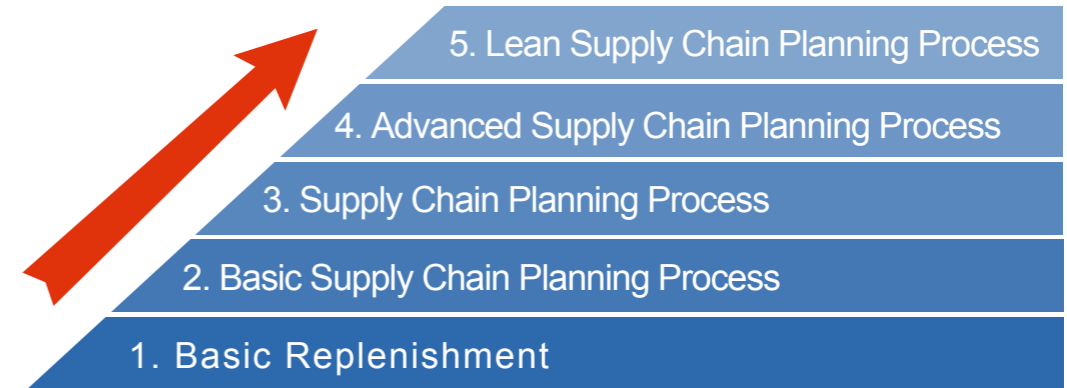 5. Lean Supply Chain Planning Process
4. Advanced Supply Chain Planning Process
3. Supply Chain Planning Process
2. Basic Supply Chain Planning Process
1. Basic Replenishment